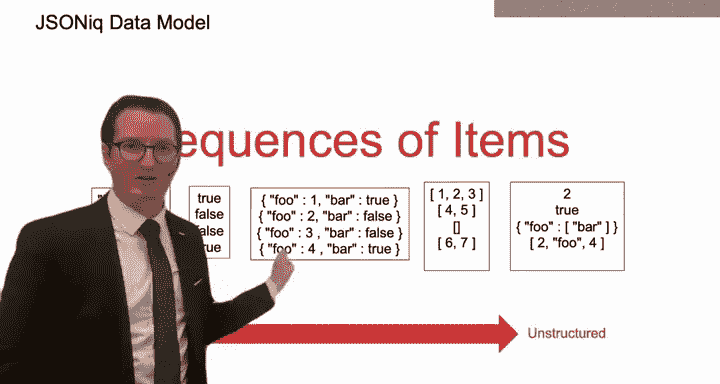 JSONiq Data Model
equences of Items
true
false
false
true
{ "foo" : 1, "bar" : true }
{ "foo" : 2, "bar" : false }
{ "foo" : 3 , "bar" : false }
{ "foo" : 4 , "bar" : true }
[ 1, 2, 3 ]
[ 4, 5 ]
[]
[ 6, 7 ]
2
true
{ "foo" : [ "bar" ] }
[ 2, "foo", 4 ]
Unstructured